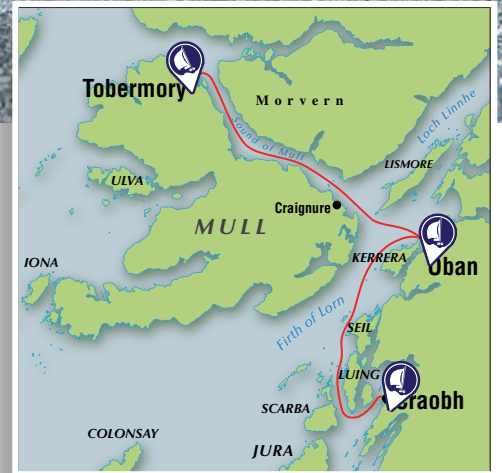 Tobermory
Morvern
Sound of Mull
Loch Linnhe
LISMORE
ULVA
Craignure
MULL
KERRERA
Oban
IONA
Firth of Lorn
SEIL
LUING
SCARBA
COLONSAY
JURA